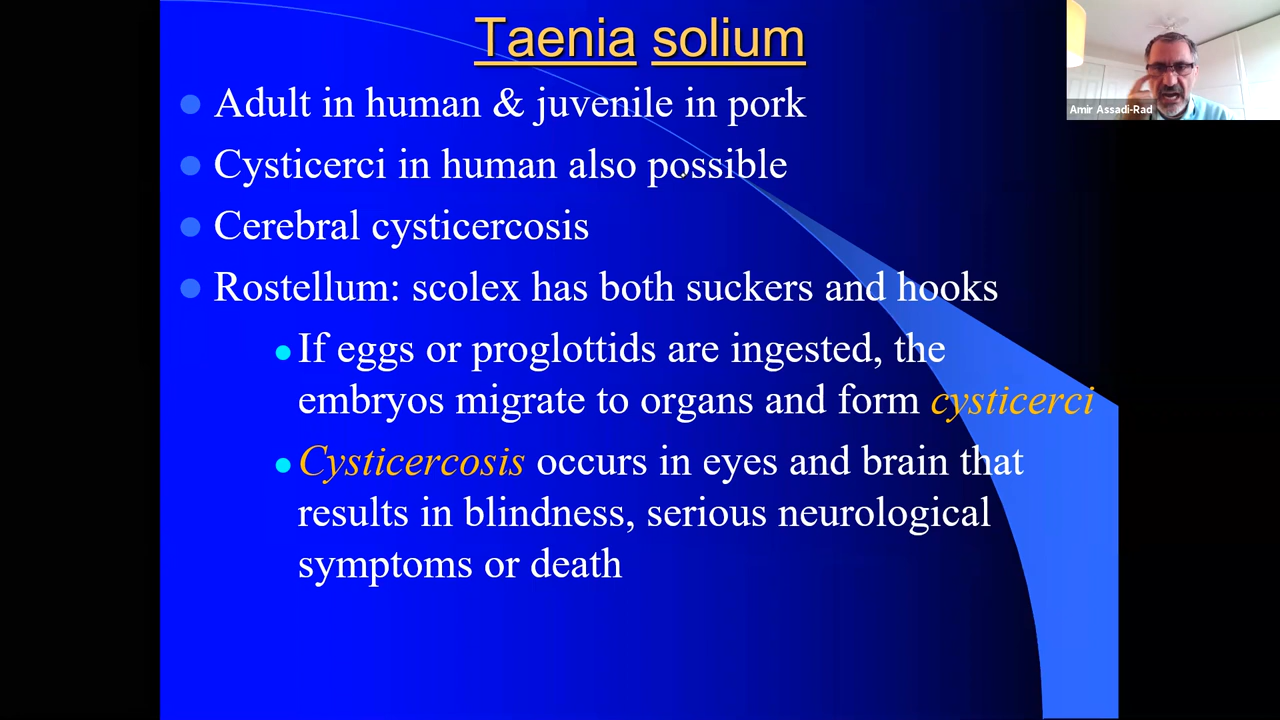 Taenia solium
Amir Assadi-Rad
Adult in human & juvenile in pork
Cysticerci in human also possible
Cerebral cysticercosis
Rostellum: scolex has both suckers and hooks
If eggs or proglottids are ingested, the
embryos migrate to organs and form cysticerci
Cysticercosis occurs in eyes and brain that
results in blindness, serious neurological
symptoms or death